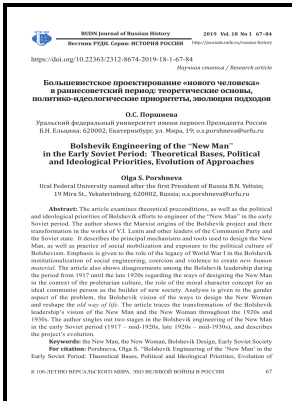 RUDN Journal of Russian History
2019 Vol. 18 No 1 67–84
Вестник РУДН. Серия: ИСТОРИЯ РОССИИ
http://journals.rudn.ru/russian-history
https://doi.org/10.22363/2312-8674-2019-18-1-67-84
Научная статья / Research article
Большевистское проектирование «нового человека»
в раннесоветский период: теоретические основы,
политико-идеологические приоритеты, эволюция подходов
О.С. Поршнева
Уральский федеральный университет имени первого Президента России
Б.Н. Ельцина; 620002, Екатеринбург, ул. Мира, 19; o.s.porshneva@urfu.ru
Bolshevik Engineering of the “New Man”
in the Early Soviet Period: Theoretical Bases, Political
and Ideological Priorities, Evolution of Approaches
Olga S. Porshneva
Ural Federal University named after the first President of Russia B.N. Yeltsin;
19 Mira St., Yekaterinburg, 620002, Russia; o.s.porshneva@urfu.ru
Abstract: The article examines theoretical preconditions, as well as the political
and ideological priorities of Bolshevik efforts to engineer of the “New Man” in the early
Soviet period. The author shows the Marxist origins of the Bolshevik project and their
transformation in the works of V.I. Lenin and other leaders of the Communist Party and
the Soviet state. It describes the principal mechanisms and tools used to design the New
Man, as well as practice of social mobilization and exposure to the political culture of
Bolshevism. Emphasis is given to the legacy of World War I in the Bolshevik
institutionalization of social engineering, coercion and violence to create new human
material. The article also shows disagreements among the Bolshevik leadership during
the period from 1917 until the late 1920s regarding the ways of designing the New Man
in the context of the proletarian culture, the role of the moral character concept for an
ideal communist person as the builder of new society. Analysis is given to the gender
aspect of the problem, the Bolshevik vision of the ways to design the New Woman
and reshape the old way of life. The article traces the transformation of the Bolshevik
leadership’s vision of the New Man and the New Woman throughout the 1920s and
1930s. The author singles out two stages in the Bolshevik engineering of the New Man
in the early Soviet period (1917 – mid-1920s, late 1920s – mid-1930s), and describes
the project’s evolution.
Keywords: the New Man, the New Woman, Bolshevik Design, Early Soviet Society
For citation: Porshneva, Olga S. “Bolshevik Engineering of the ‘New Man’ in the
Early Soviet Period: Theoretical Bases, Political and Ideological Priorities, Evolution of
К 100-ЛЕТИЮ ВЕРСАЛЬСКОГО МИРА. ЭХО ВЕЛИКОЙ ВОЙНЫ В РОССИИ
67